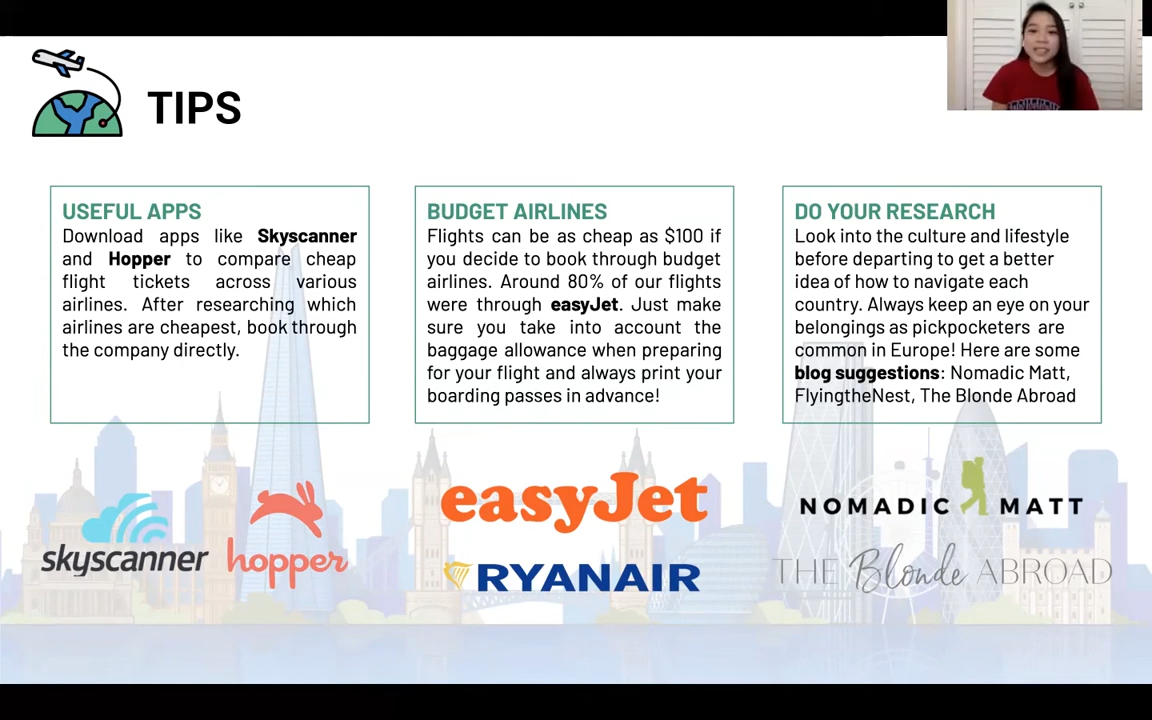 TIPS
USEFUL APPS
Download apps like Skyscanner
and Hopper to compare cheap
flight tickets across various
airlines. After researching which
airlines are cheapest, book through
the company directly.
BUDGET AIRLINES
Flights can be as cheap as $100 if
you decide to book through budget
airlines. Around 80% of our flights
were through easyJet. Just make
sure you take into account the
baggage allowance when preparing
for your flight and always print your
boarding passes in advance!
DO YOUR RESEARCH
Look into the culture and lifestyle
before departing to get a better
idea of how to navigate each
country. Always keep an eye on your
belongings as pickpocketers are
common in Europe! Here are some
blog suggestions: Nomadic Matt,
FlyingtheNest, The Blonde Abroad
skyscanner
hopper
easyJet
RYANAIR
NOMADIC MATT
THE Blonde ABROAD